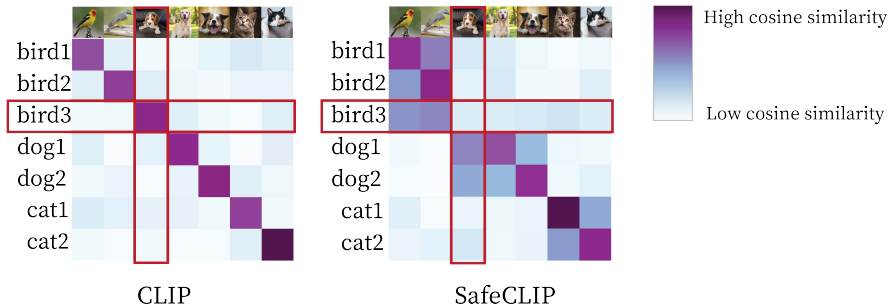 bird1
bird2
bird3
dog1
dog2
cat1
cat2
CLIP
bird1
bird2
bird3
dog1
dog2
cat1
cat2
SafeCLIP
High cosine similarity
Low cosine similarity